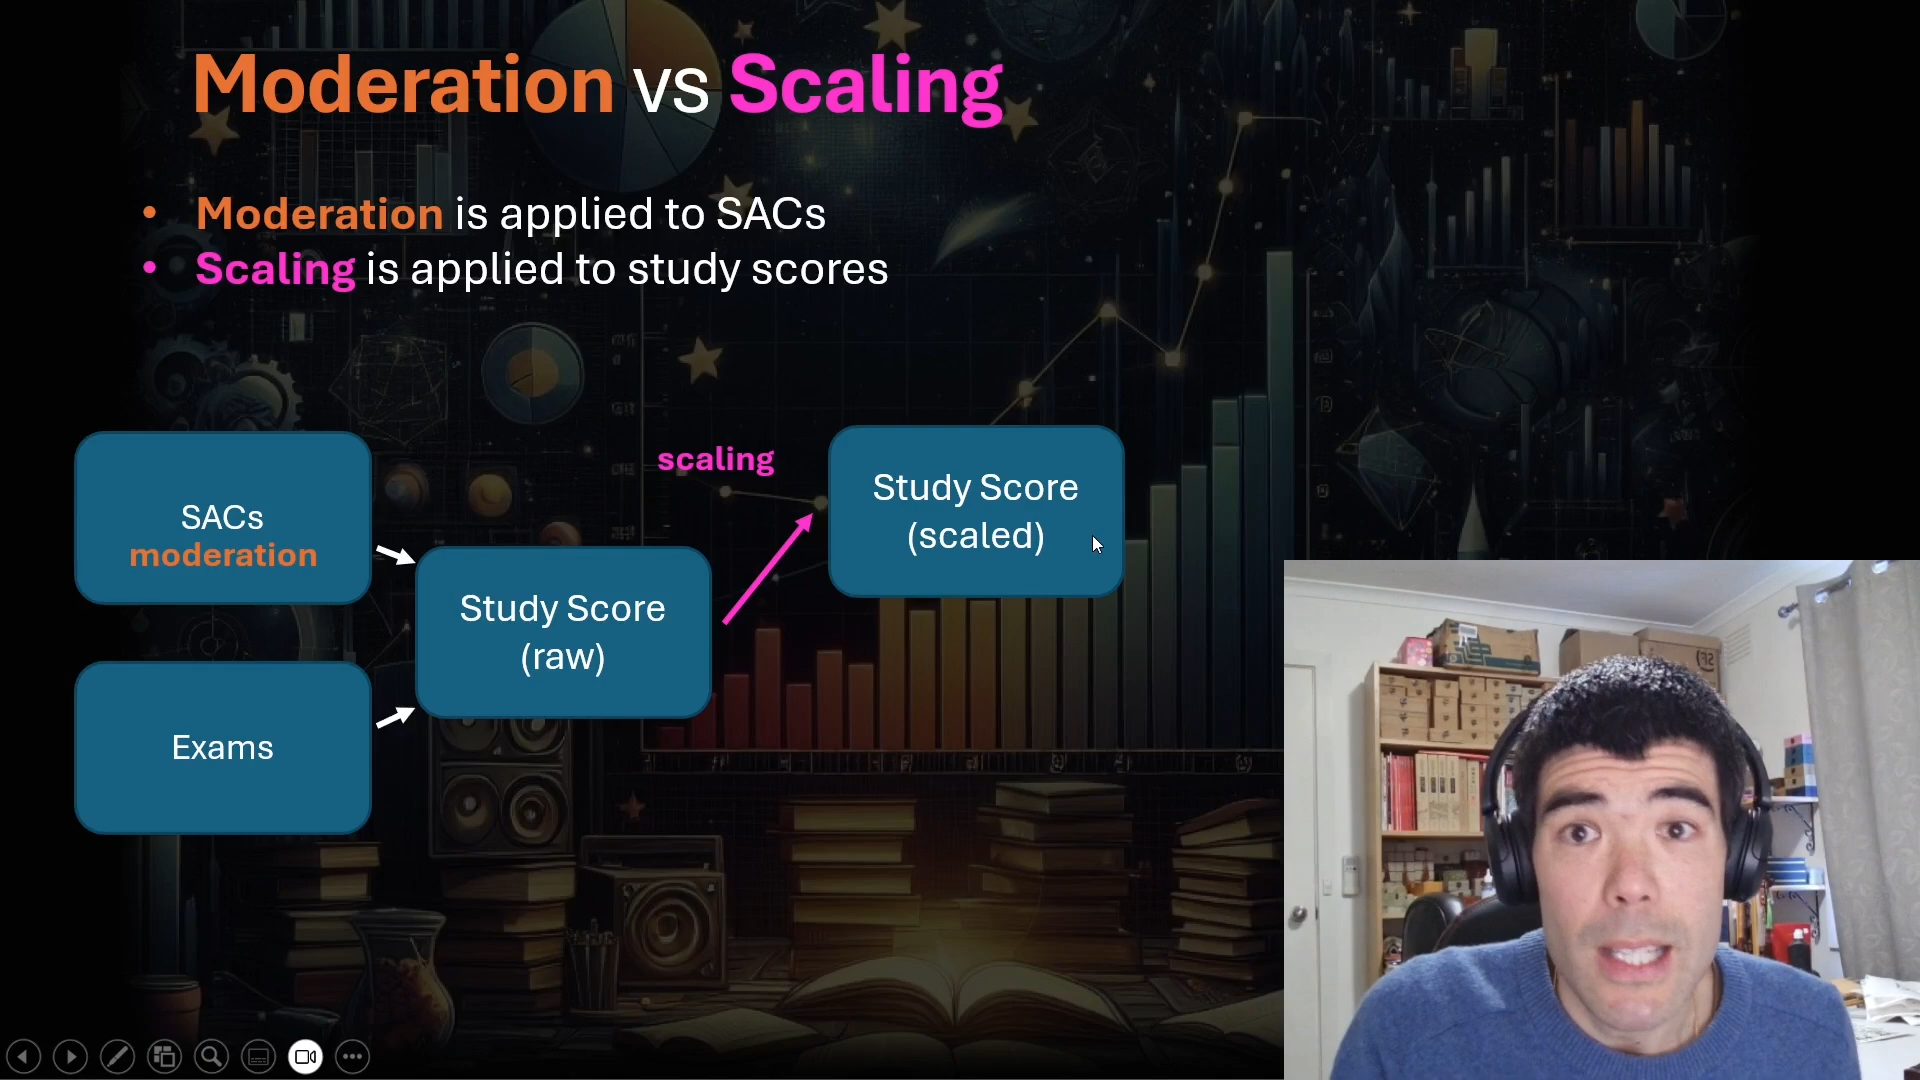 Moderation vs Scaling
• Moderation is applied to SACs
• Scaling is applied to study scores
scaling
SACs
moderation
Study Score
(scaled)
Study Score
(raw)
Exams